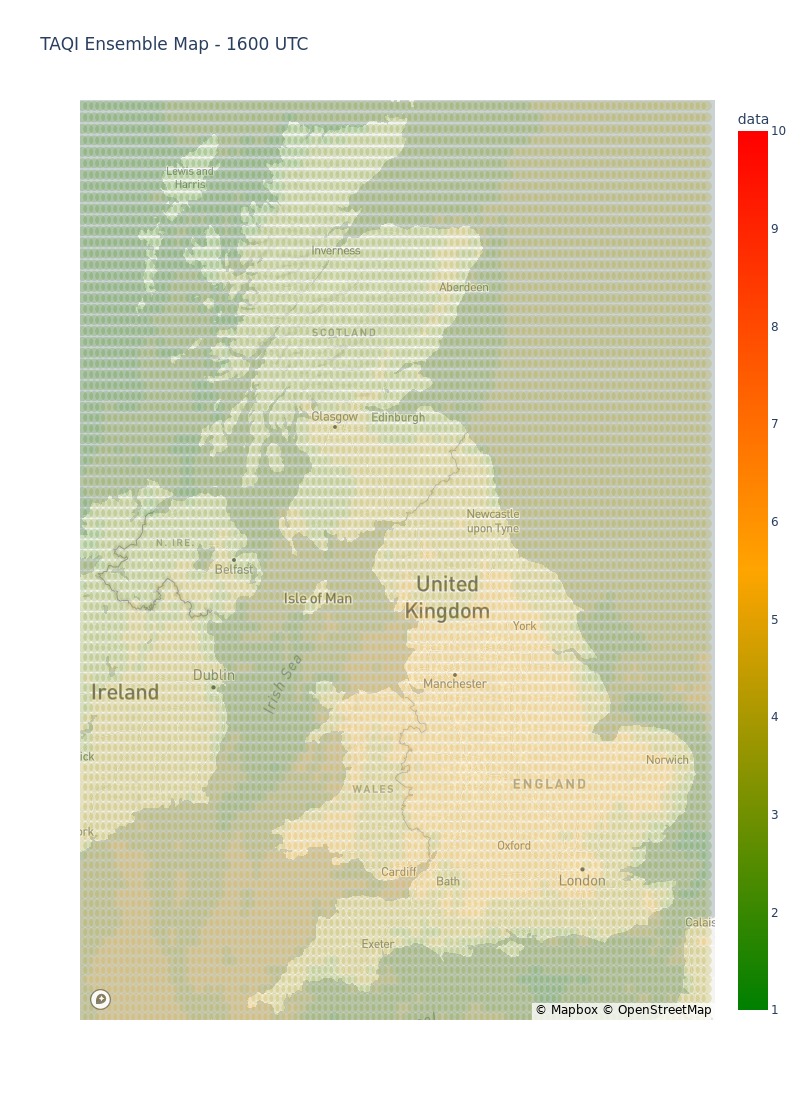 TAQI Ensemble Map - 1600 UTC
data
10
9
8
7
6
5
4
3
2
1
Lewis and
Harris
Inverness
Aberdeen
SCOTLAND
Glasgow
Edinburgh
Newcastle
upon Tyne
N. IRE.
Belfast
Isle of Man
United
Kingdom
York
Dublin
Irish Sea
Manchester
Ireland
ick
Norwich
ENGLAND
WALES
ork
Oxford
Cardiff
Bath
London
Calais
Exeter
© Mapbox © OpenStreetMap